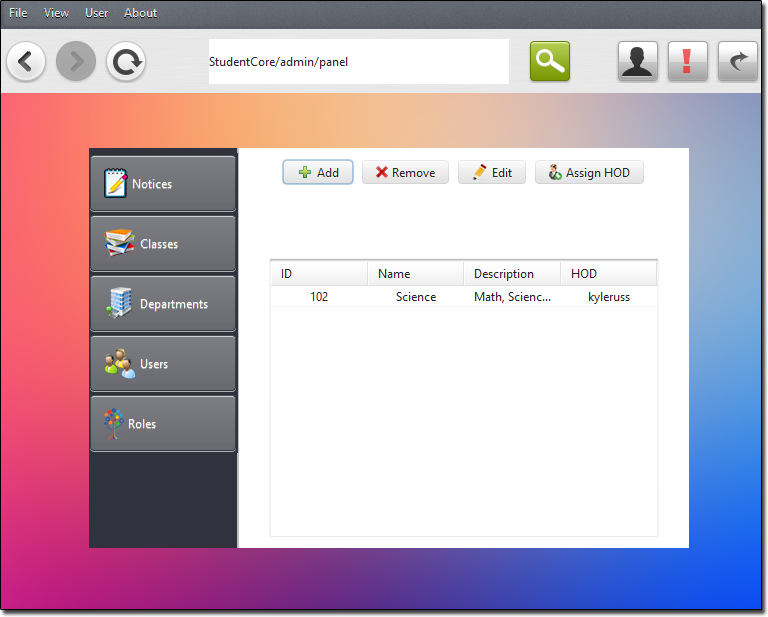 File View User About
StudentCore/admin/panel
Notices
Classes
Departments
Users
Roles
Add Remove Edit Assign HOD
ID Name Description HOD
102 Science Math, Scienc... kyleruss